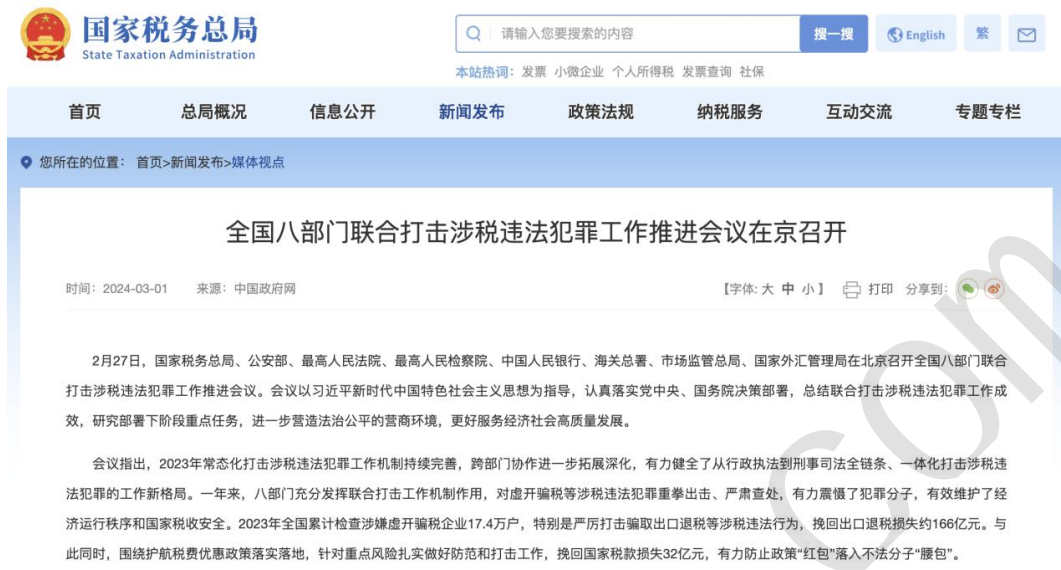 国家税务总局
State Taxation Administration
请输入您要搜索的内容
搜一搜
English
繁
本站热词：发票 小微企业 个人所得税 发票查询 社保
首页 总局概况 信息公开 新闻发布 政策法规 纳税服务 互动交流 专题专栏
您所在的位置： 首页>新闻发布>媒体视点
全国八部门联合打击涉税违法犯罪工作推进会议在京召开
时间：2024-03-01 来源：中国政府网 【字体:大 中 小】 打印 分享到:
2月27日，国家税务总局、公安部、最高人民法院、最高人民检察院、中国人民银行、海关总署、市场监管总局、国家外汇管理局在北京召开全国八部门联合
打击涉税违法犯罪工作推进会议。会议以习近平新时代中国特色社会主义思想为指导，认真落实党中央、国务院决策部署，总结联合打击涉税违法犯罪工作成
效，研究部署下阶段重点任务，进一步营造法治公平的营商环境，更好服务经济社会高质量发展。
会议指出，2023年常态化打击涉税违法犯罪工作机制持续完善，跨部门协作进一步拓展深化，有力健全了从行政执法到刑事司法全链条、一体化打击涉税违
法犯罪的工作新格局。一年来，八部门充分发挥联合打击工作机制作用，对虚开骗税等涉税违法犯罪重拳出击、严肃查处，有力震慑了犯罪分子，有效维护了经
济运行秩序和国家税收安全。2023年全国累计检查涉嫌虚开骗税企业17.4万户，特别是严厉打击骗取出口退税等涉税违法行为，挽回出口退税损失约166亿元。与
此同时，围绕护航税费优惠政策落实落地，针对重点风险扎实做好防范和打击工作，挽回国家税款损失32亿元，有力防止政策“红包”落入不法分子“腰包”。
com